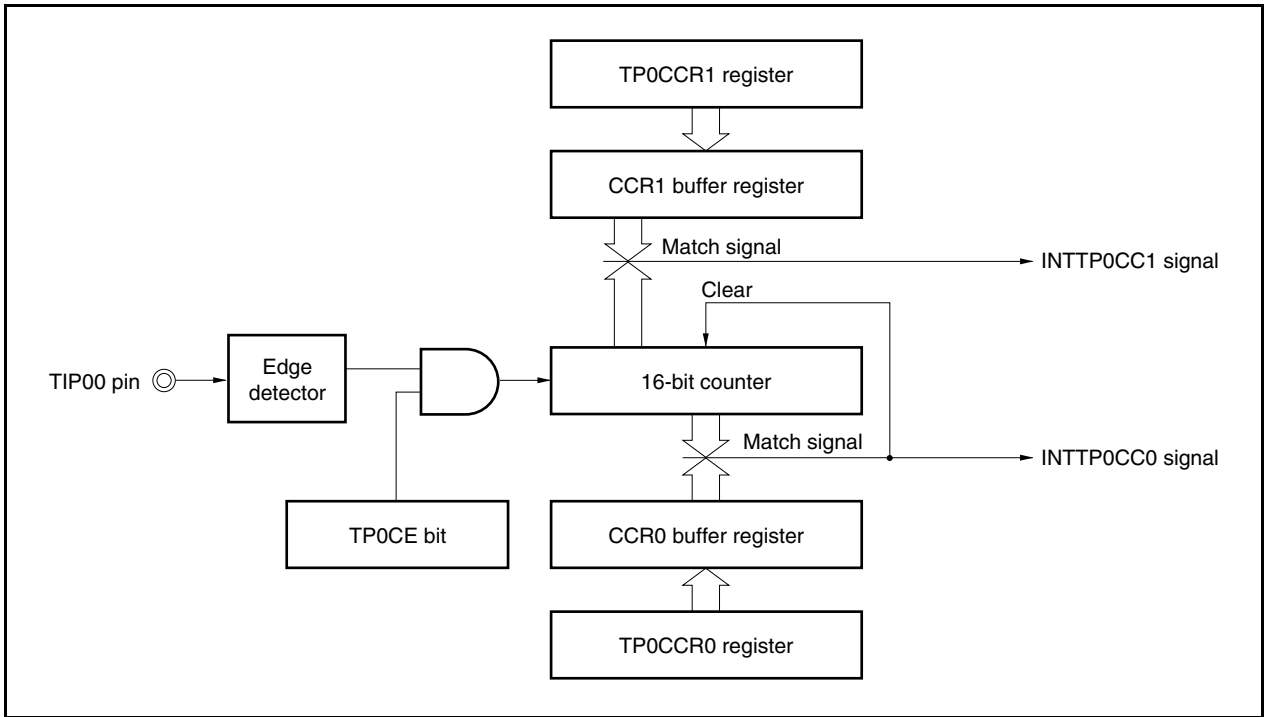 TP0CCR1 register
CCR1 buffer register
Match signal
INTTP0CC1 signal
Clear
TIP00 pin
Edge
detector
16-bit counter
Match signal
INTTP0CC0 signal
TP0CE bit
CCR0 buffer register
TP0CCR0 register